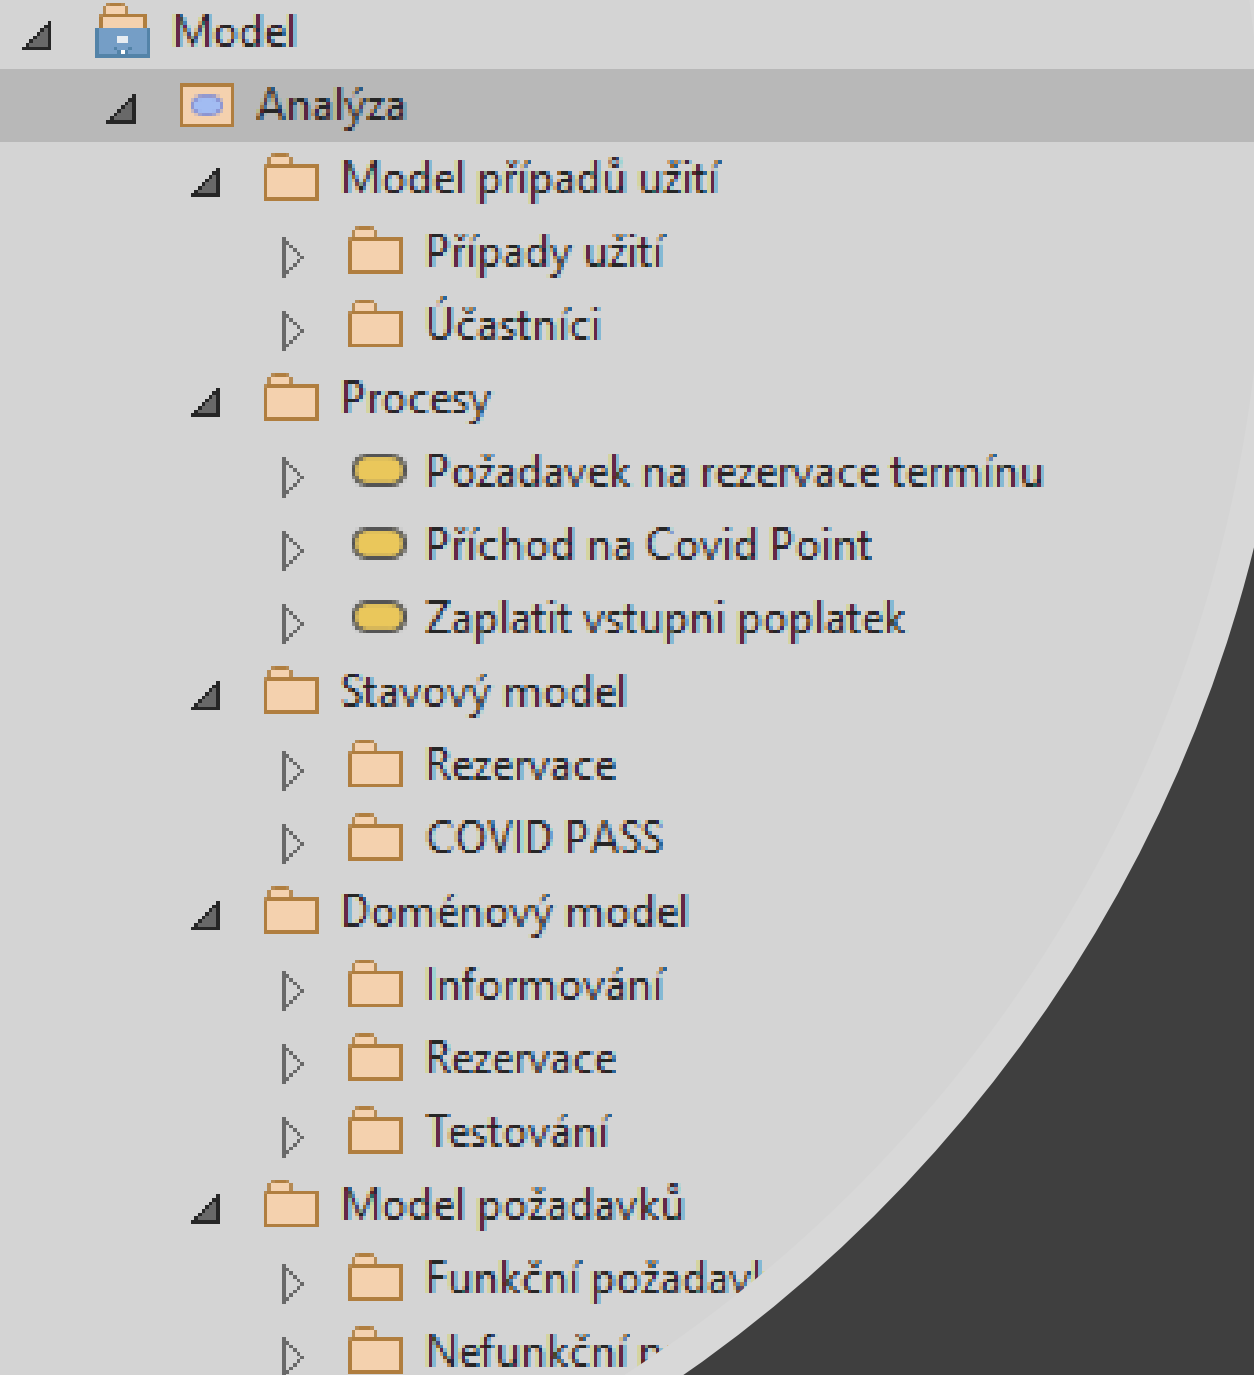 Model
Analýza
Model případů užití
Případy užití
Účastníci
Procesy
Požadavek na rezervace termínu
Příchod na Covid Point
Zaplatit vstupni poplatek
Stavový model
Rezervace
COVID PASS
Doménový model
Informování
Rezervace
Testování
Model požadavků
Funkční
Nefunkční